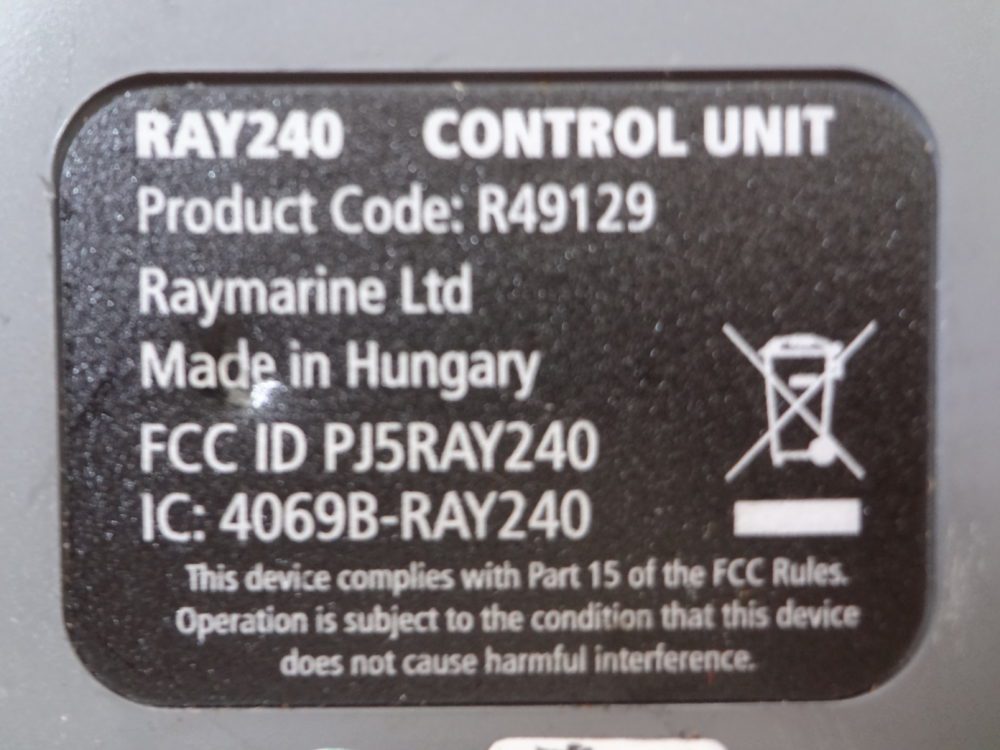 RAY240 CONTROL UNIT
Product Code: R49129
Raymarine Ltd
Made in Hungary
FCC ID PJ5RAY240
IC: 4069B-RAY240
This device complies with Part 15 of the FCC Rules.
Operation is subject to the condition that this device
does not cause harmful interference.